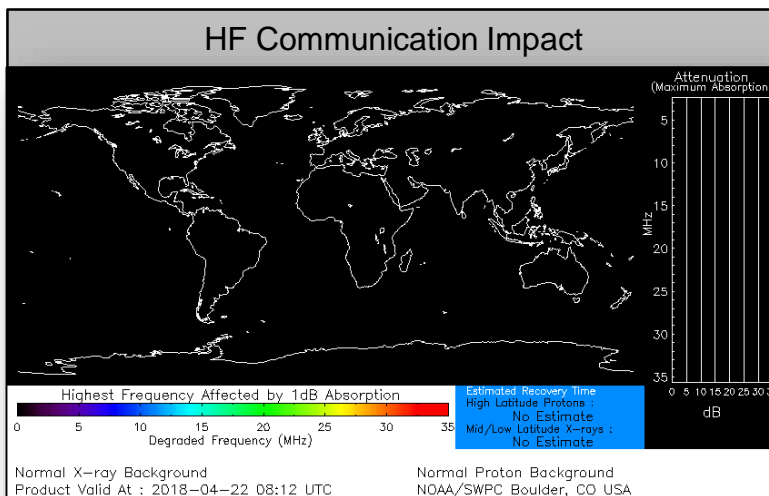 HF Communication Impact
Attenuation
(Maximum Absorption
5
10
15
20
25
30
35
MHz
0 5 10 15 20 25 30 3
dB
Highest Frequency Affected by 1dB Absorption
0 5 10 15 20 25 30 35
Degraded Frequency (MHz)
Estimated Recovery Time
High Latitude Protons :
No Estimate
Mid/Low Latitude X-rays :
No Estimate
Normal X-ray Background
Product Valid At : 2018-04-22 08:12 UTC
Normal Proton Background
NOAA/SWPC Boulder, CO USA